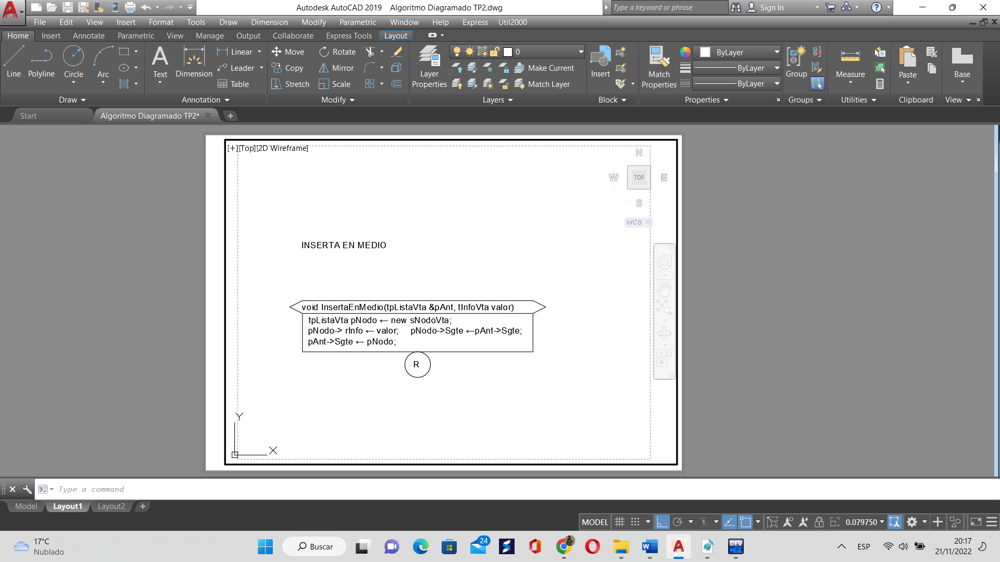 Autodesk AutoCAD 2019 Algoritmo Diagramado TP2.dwg
Type a keyword or phrase
Sign In
File Edit View Insert Format Tools Draw Dimension Modify Parametric Window Help Express Util2000
Home Insert Annotate Parametric View Manage Output Collaborate Express Tools Layout
Line Polyline Circle Arc
Text Dimension
Linear
Leader
Table
Move Rotate
Copy Mirror
Stretch Scale
Layer
Properties
0
Make Current
Match Layer
Insert
Match
Properties
ByLayer
ByLayer
ByLayer
Group
Measure
Paste
Base
Draw Annotation Modify Layers Block Properties Groups Utilities Clipboard View
Start Algoritmo Diagramado TP2*
[+][Top][2D Wireframe]
N
W TOP E
S
WCS
INSERTA EN MEDIO
void InsertaEnMedio(tpListaVta &pAnt, tInfoVta valor)
tpListaVta pNodo ← new sNodoVta;
pNodo-> rInfo ← valor; pNodo->Sgte ←pAnt->Sgte;
pAnt->Sgte ← pNodo;
R
Y
X
Type a command
Model Layout1 Layout2
MODEL 0.079750
17°C
Nublado
Buscar
24
DEV
C++
ESP
20:17
21/11/2022